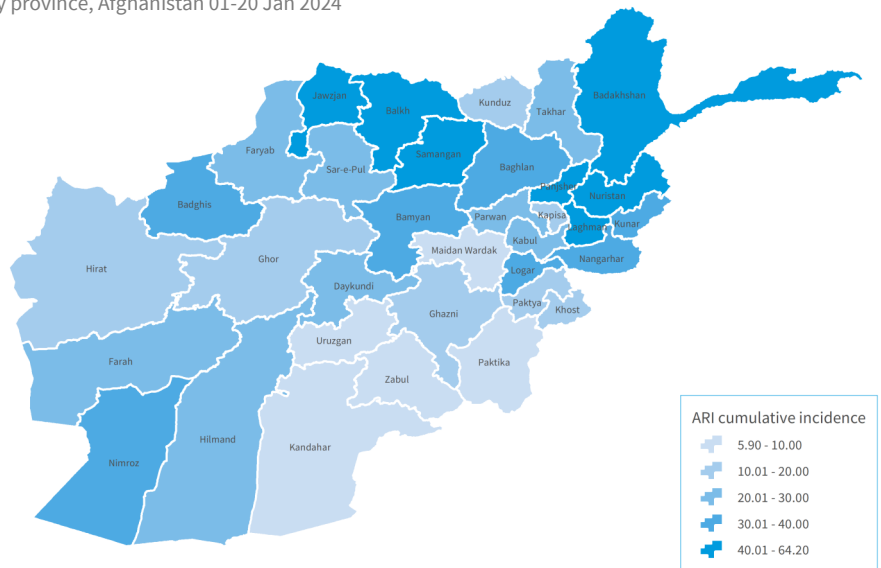 y province, Afghanistan 01-20 Jan 2024
Jawzjan
Balkh
Kunduz
Takhar
Badakhshan
Faryab
Sar-e-Pul
Samangan
Baghlan
Panjsher
Nuristan
Badghis
Bamyan
Parwan
Kapisa
Laghman
Kunar
Kabul
Maidan Wardak
Hirat
Ghor
Logar
Nangarhar
Daykundi
Ghazni
Paktya
Khost
Uruzgan
Farah
Zabul
Paktika
Nimroz
Hilmand
Kandahar
ARI cumulative incidence
5.90 - 10.00
10.01 - 20.00
20.01 - 30.00
30.01 - 40.00
40.01 - 64.20